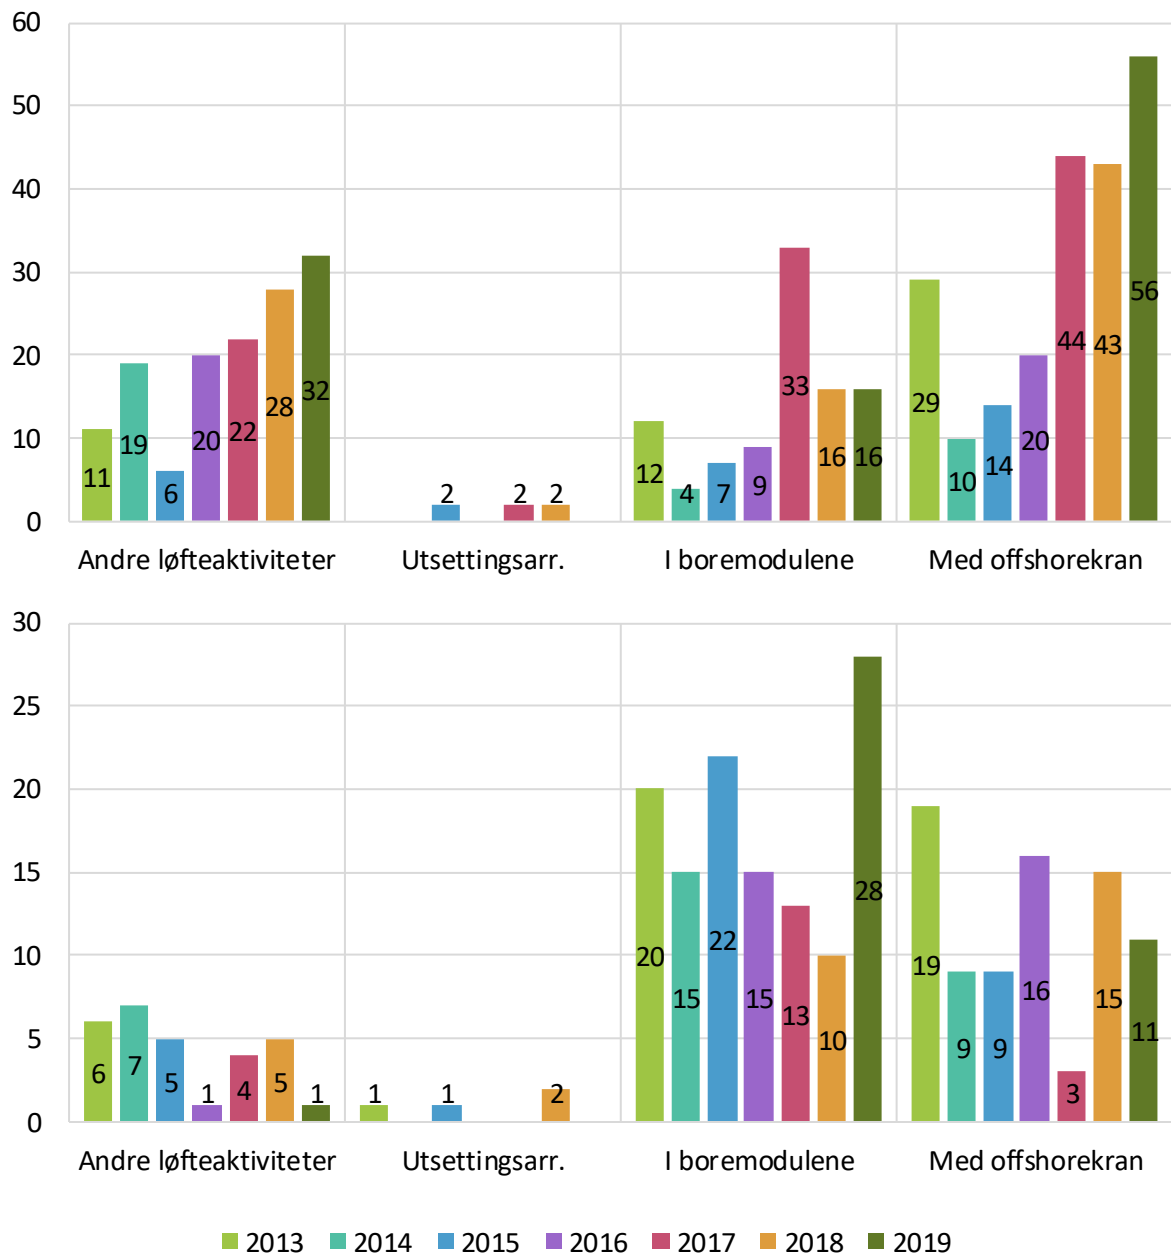 60
50
40
30
20
10
0
11 19 6 20 22 28 32
2 2 2
12 4 7 9 33 16 16
29 10 14 20 44 43 56
Andre løfteaktiviteter Utsettingsarr. I boremodulene Med offshorekran
30
25
20
15
10
5
0
6 7 5 1 4 5 1
1 1 2
20 15 22 15 13 10 28
19 9 9 16 3 15 11
Andre løfteaktiviteter Utsettingsarr. I boremodulene Med offshorekran
2013 2014 2015 2016 2017 2018 2019